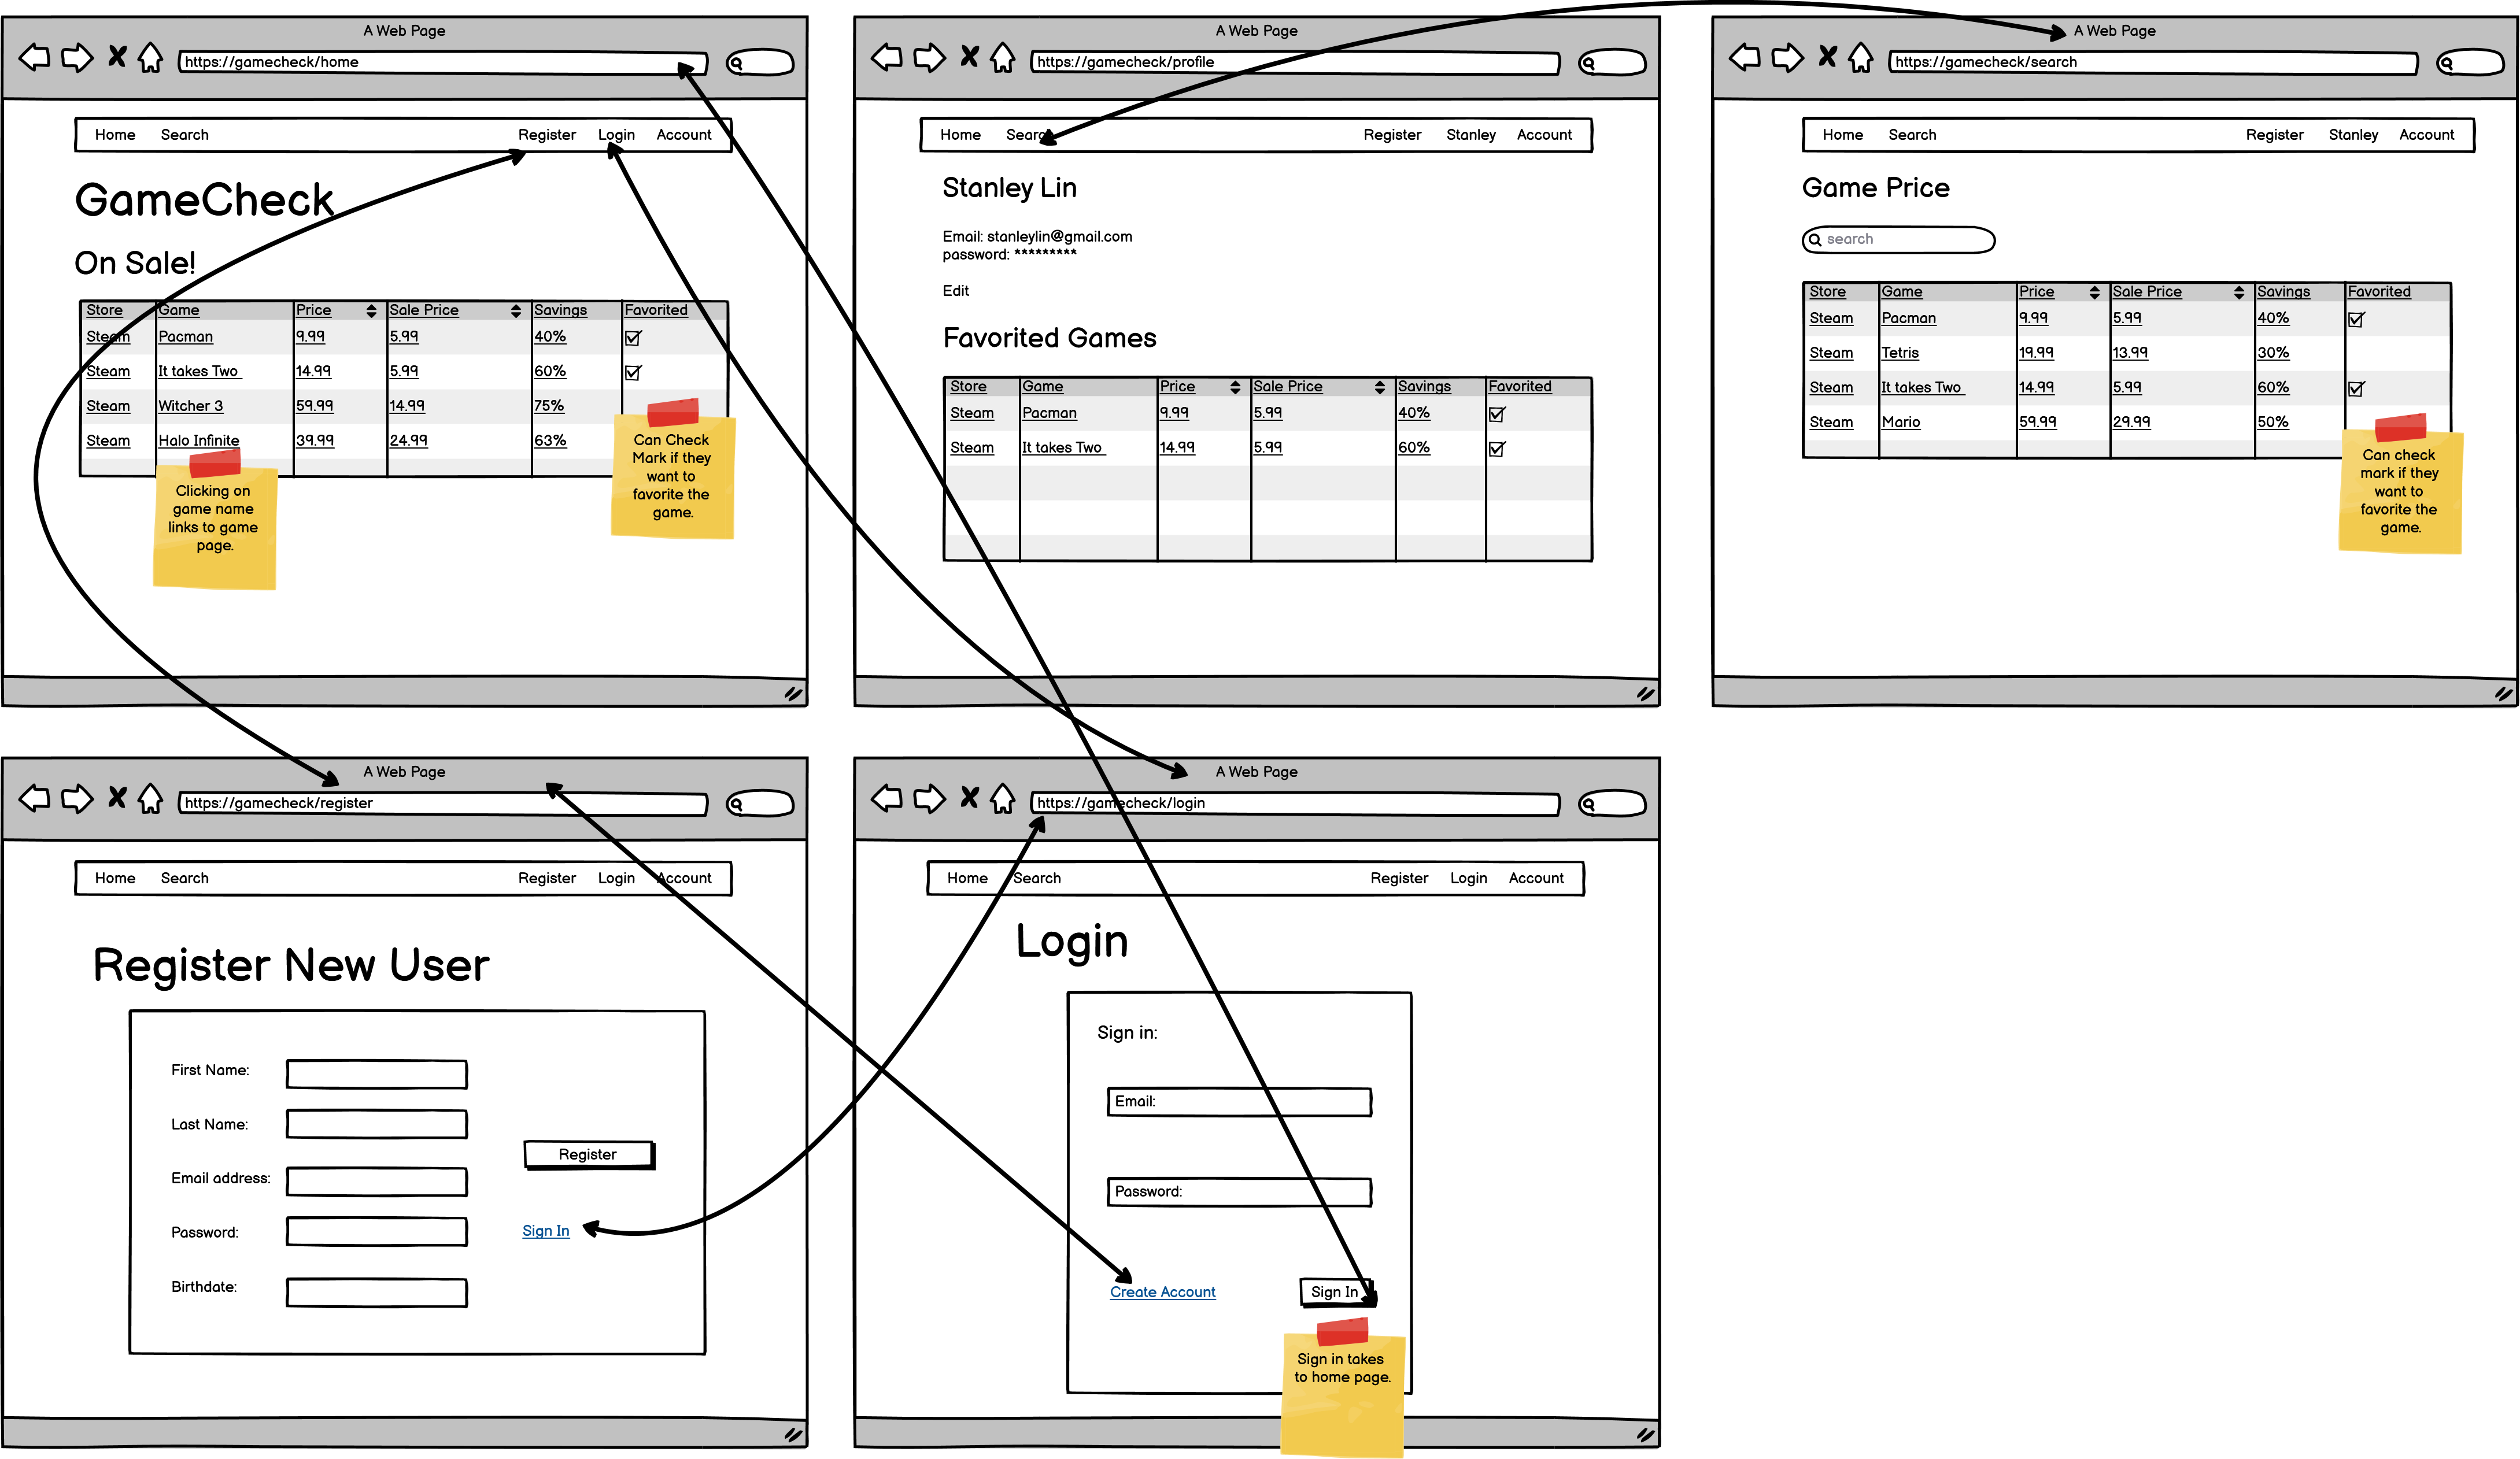 A Web Page
https://gamecheck/home
Home Search Register Login Account
GameCheck
On Sale!
Store Game Price Sale Price Savings Favorited
Steam Pacman 9.99 5.99 40%
Steam It takes Two 14.99 5.99 60%
Steam Witcher 3 59.99 14.99 75%
Steam Halo Infinite 39.99 24.99 63%
Can Check
Mark if they
want to
favorite the
game.
Clicking on
game name
links to game
page.
A Web Page
https://gamecheck/profile
Home Search Register Stanley Account
Stanley Lin
Email: stanleylin@gmail.com
password: *********
Edit
Favorited Games
Store Game Price Sale Price Savings Favorited
Steam Pacman 9.99 5.99 40%
Steam It takes Two 14.99 5.99 60%
A Web Page
https://gamecheck/search
Home Search Register Stanley Account
Game Price
search
Store Game Price Sale Price Savings Favorited
Steam Pacman 9.99 5.99 40%
Steam Tetris 19.99 13.99 30%
Steam It takes Two 14.99 5.99 60%
Steam Mario 59.99 29.99 50%
Can check
mark if they
want to
favorite the
game.
A Web Page
https://gamecheck/register
Home Search Register Login Account
Register New User
First Name:
Last Name:
Email address:
Password:
Birthdate:
Register
Sign In
A Web Page
https://gamecheck/login
Home Search Register Login Account
Login
Sign in:
Email:
Password:
Create Account Sign In
Sign in takes
to home page.